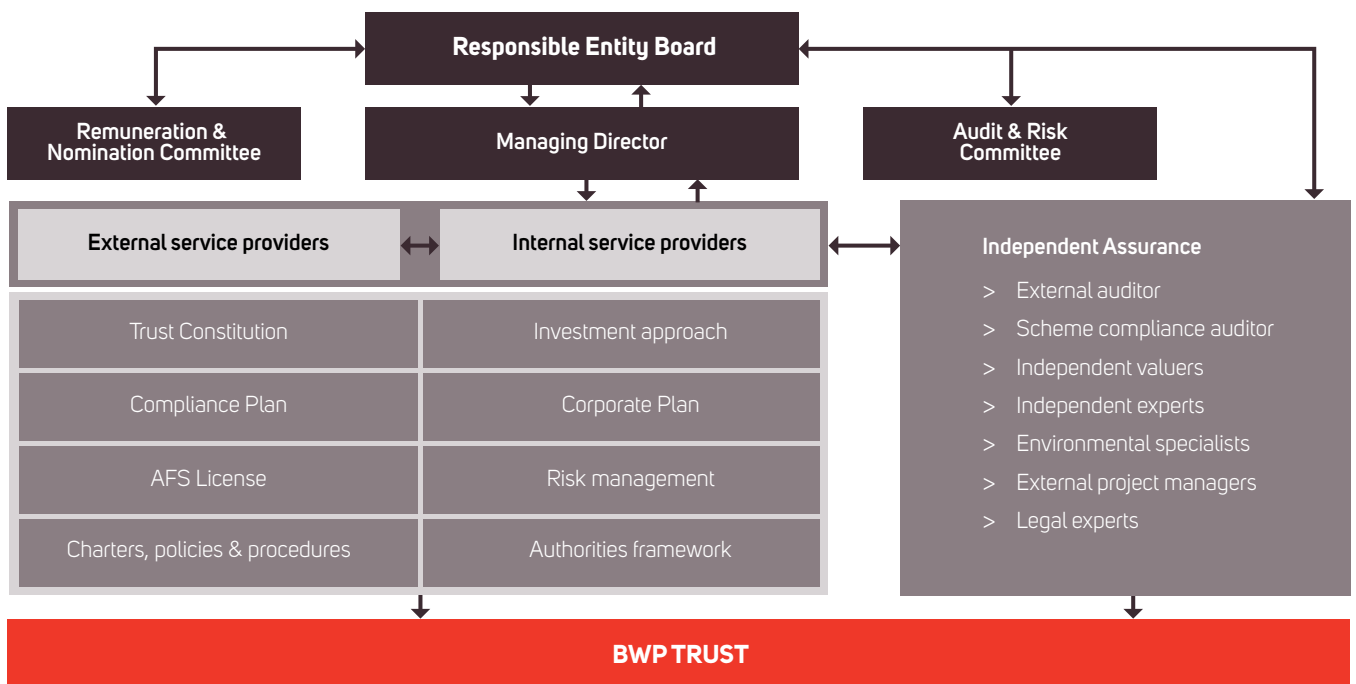 Responsible Entity Board
Remuneration &
Nomination Committee
Managing Director
Audit & Risk
Committee
External service providers
Internal service providers
Trust Constitution
Investment approach
Compliance Plan
Corporate Plan
AFS License
Risk management
Charters, policies & procedures
Authorities framework
Independent Assurance
> External auditor
> Scheme compliance auditor
> Independent valuers
> Independent experts
> Environmental specialists
> External project managers
> Legal experts
BWP TRUST